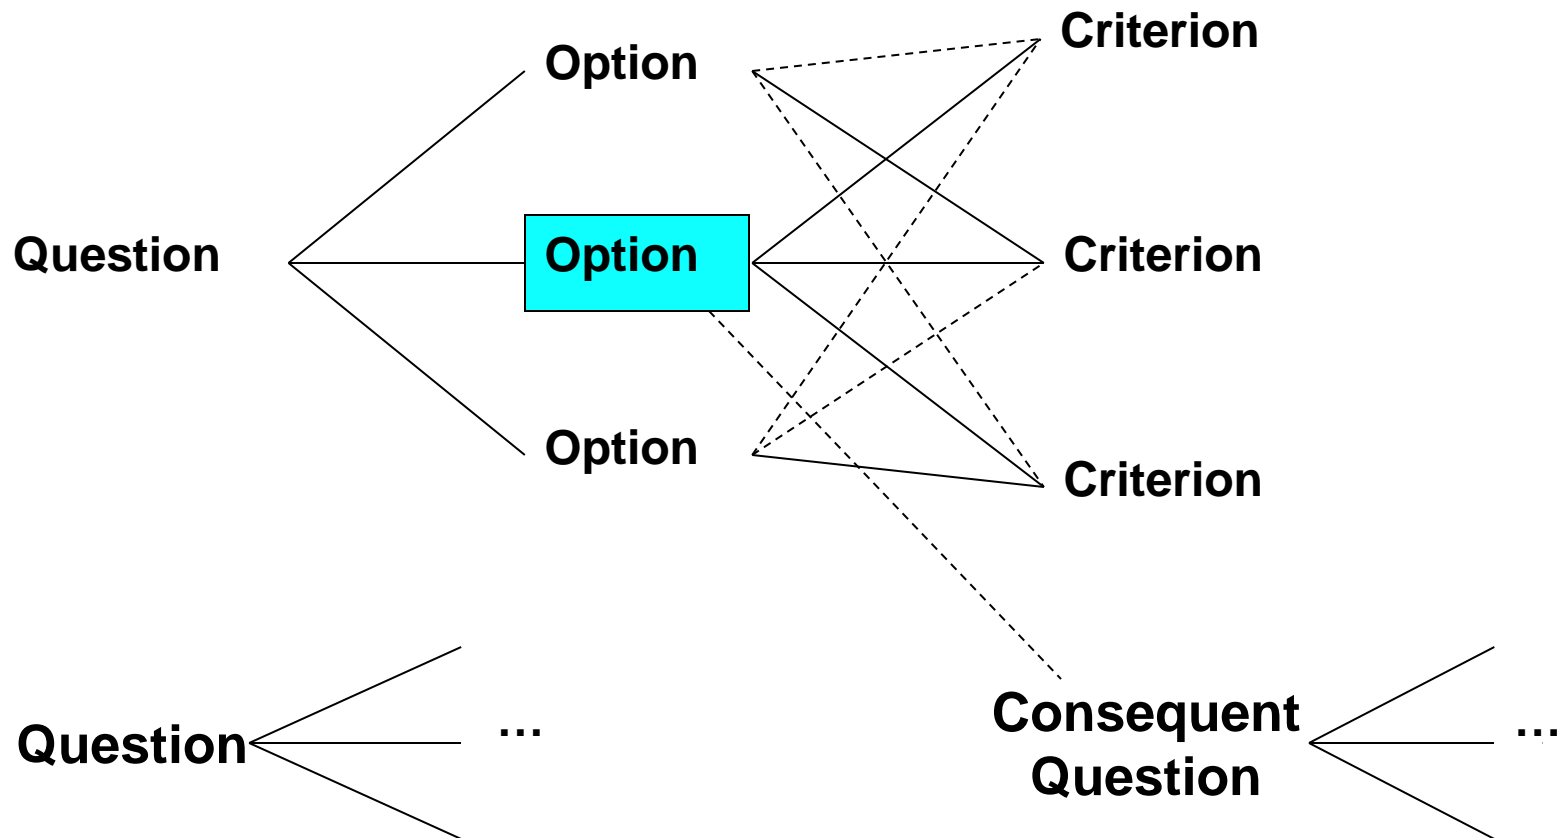 Question
Option
Option
Option
Criterion
Criterion
Criterion
Question
…
Consequent
Question
…